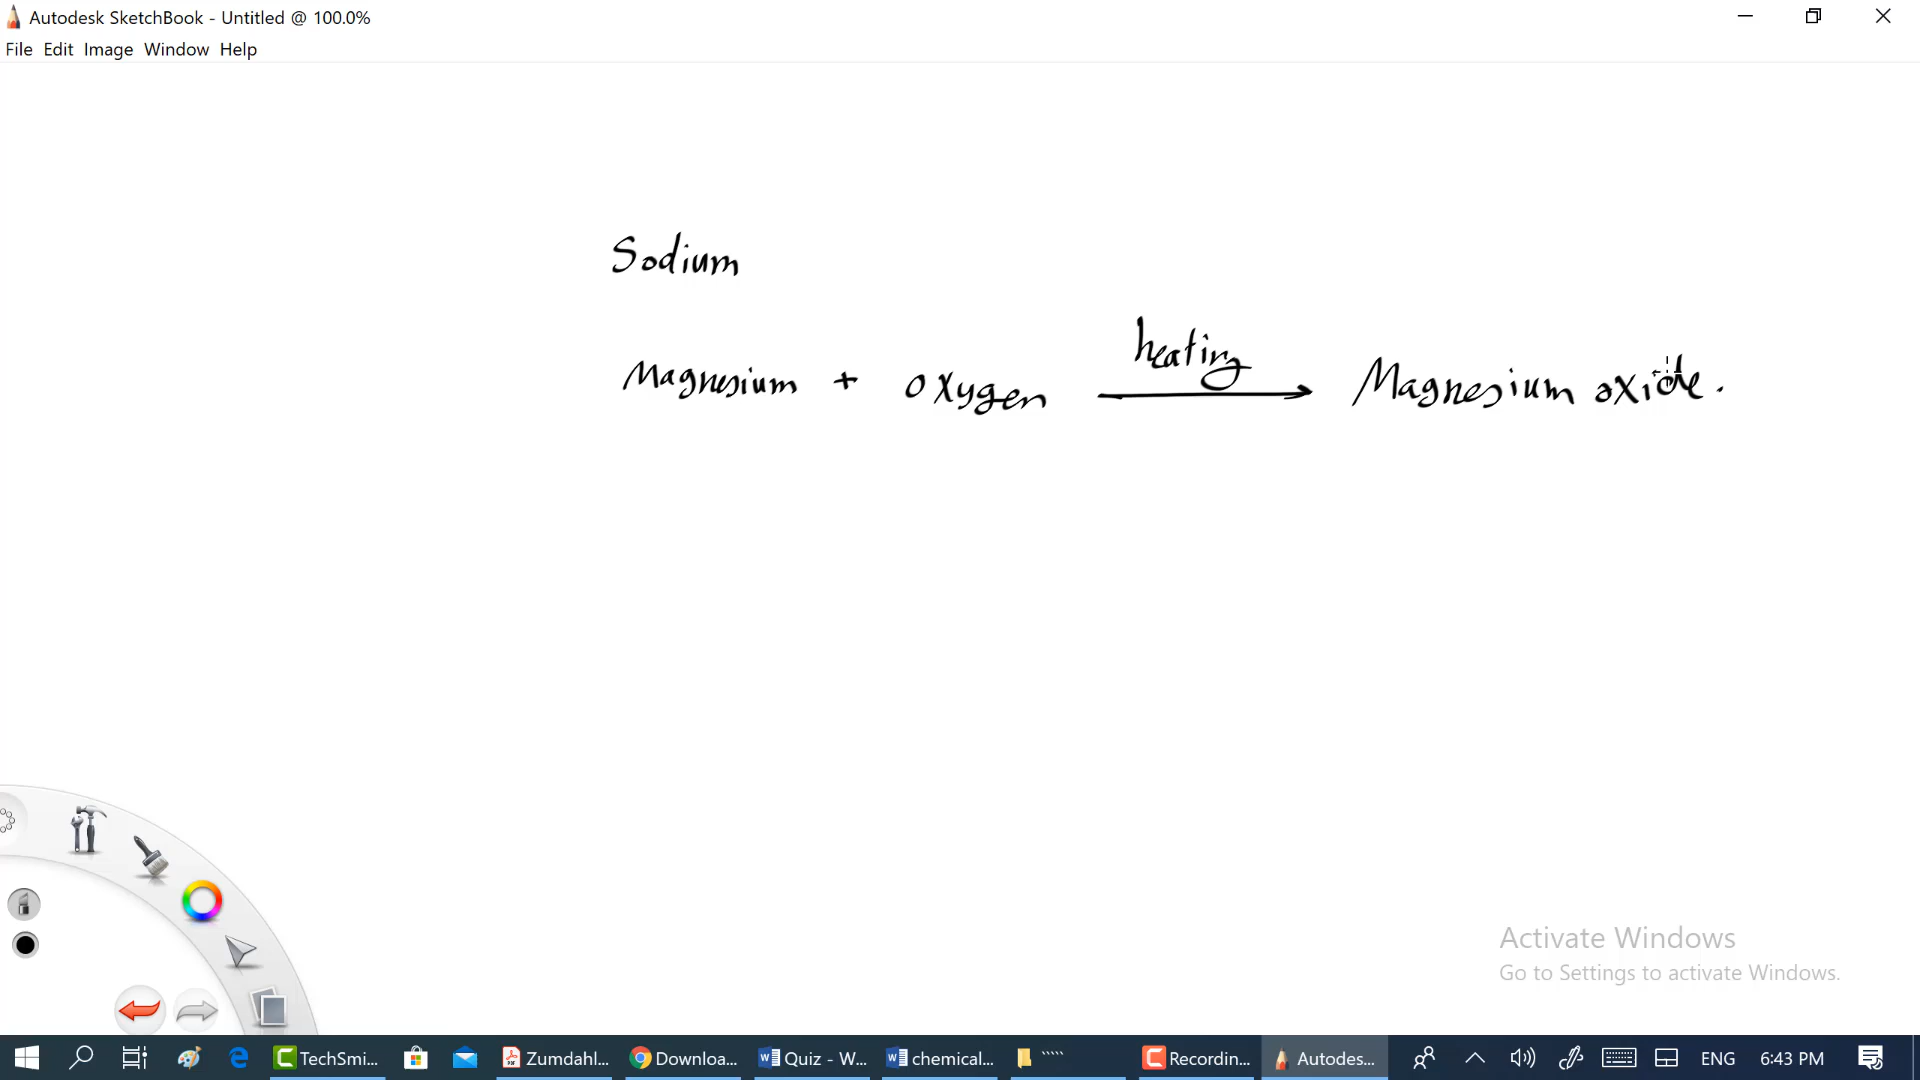 Autodesk SketchBook - Untitled @ 100.0%
File Edit Image Window Help
Sodium
heating
Magnesium + oxygen → Magnesium oxide.
Activate Windows
Go to Settings to activate Windows.
TechSmi... Zumdahl... Downloa... Quiz - W... chemical... ````` Recordin... Autodes... ENG 6:43 PM